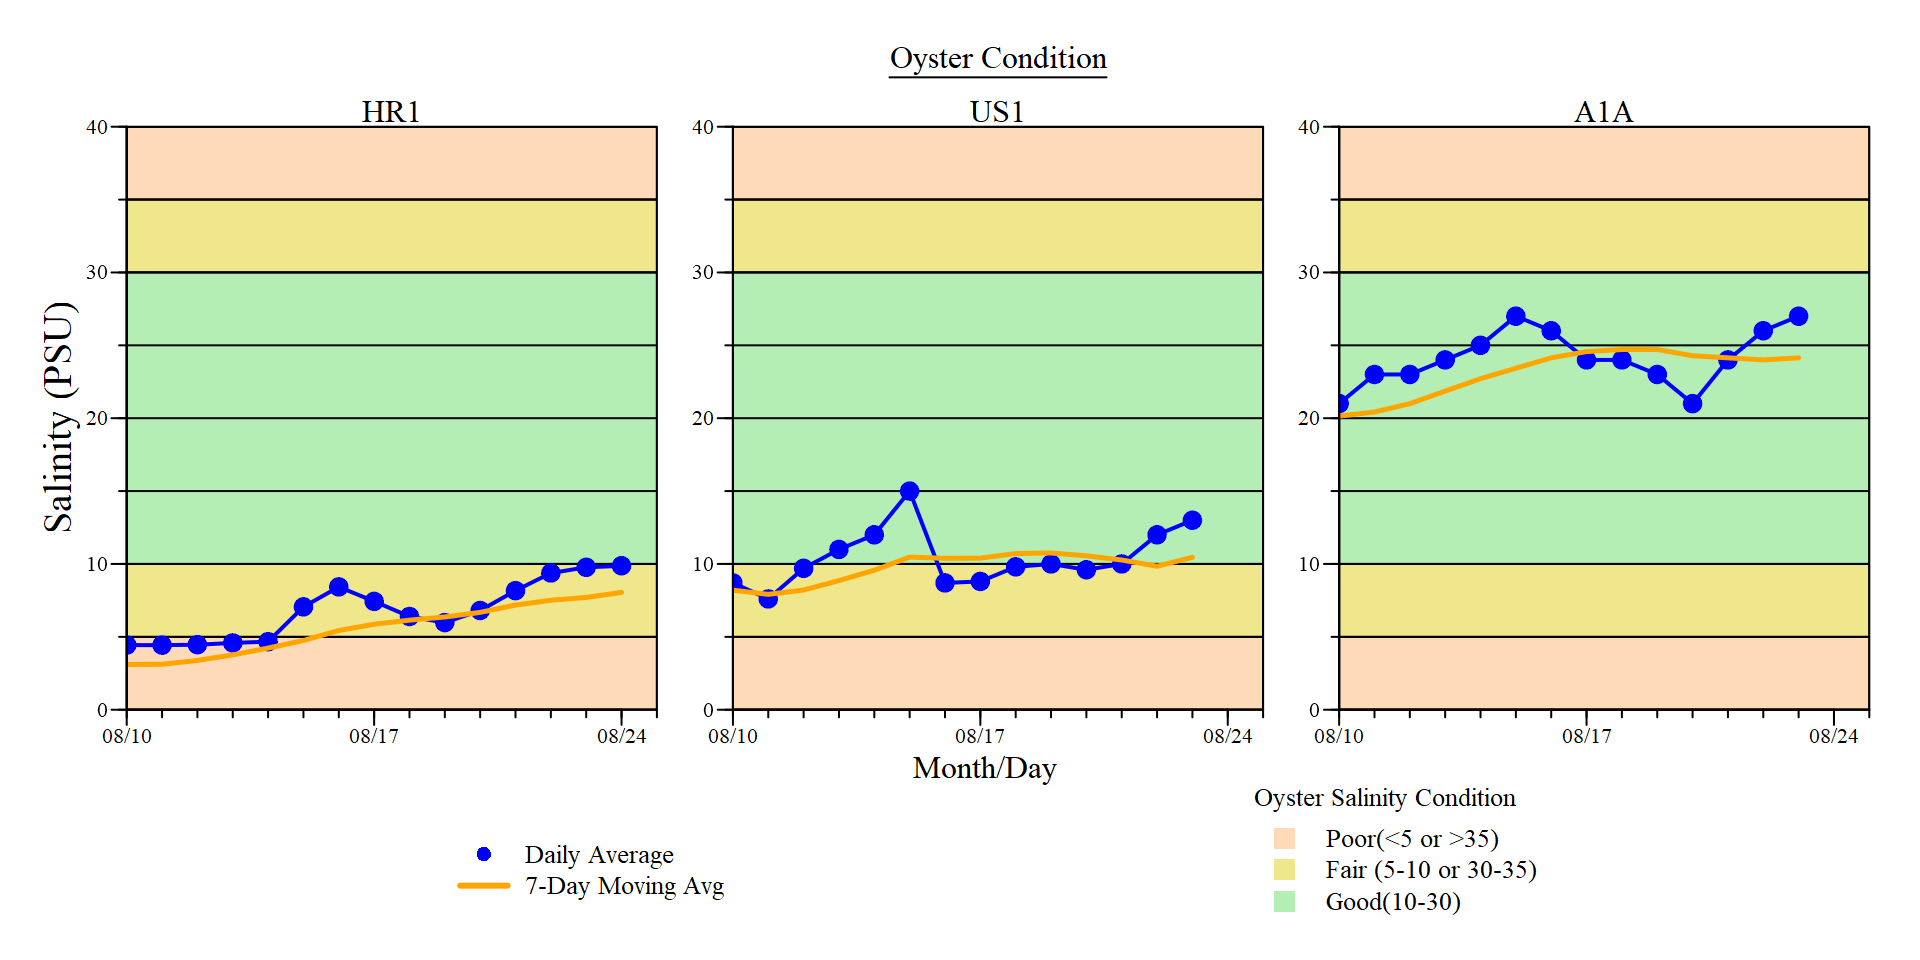 Oyster Condition
HR1
US1
A1A
Salinity (PSU)
40
30
20
10
0
40
30
20
10
0
40
30
20
10
0
08/10
08/17
08/24
08/10
08/17
08/24
08/10
08/17
08/24
Month/Day
Daily Average
7-Day Moving Avg
Oyster Salinity Condition
Poor(<5 or >35)
Fair (5-10 or 30-35)
Good(10-30)